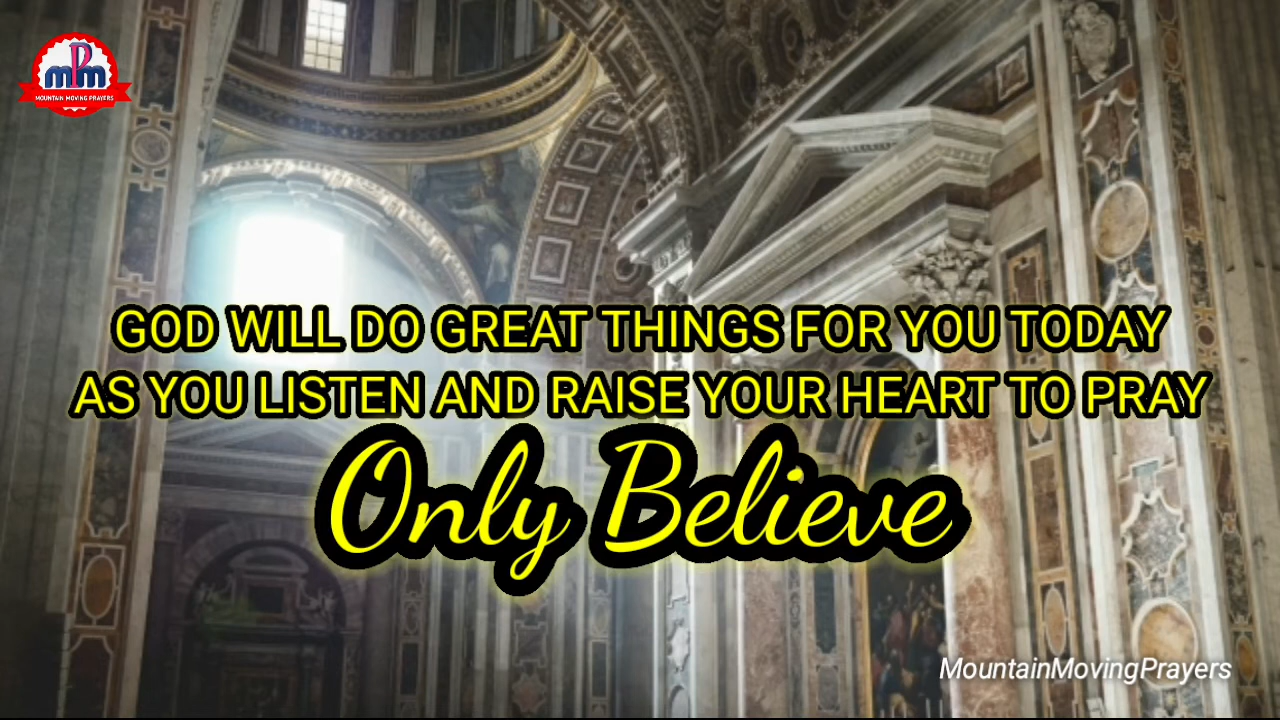 mPm
MOUNTAIN MOVING PRAYERS
GOD WILL DO GREAT THINGS FOR YOU TODAY
AS YOU LISTEN AND RAISE YOUR HEART TO PRAY
Only Believe
MountainMovingPrayers